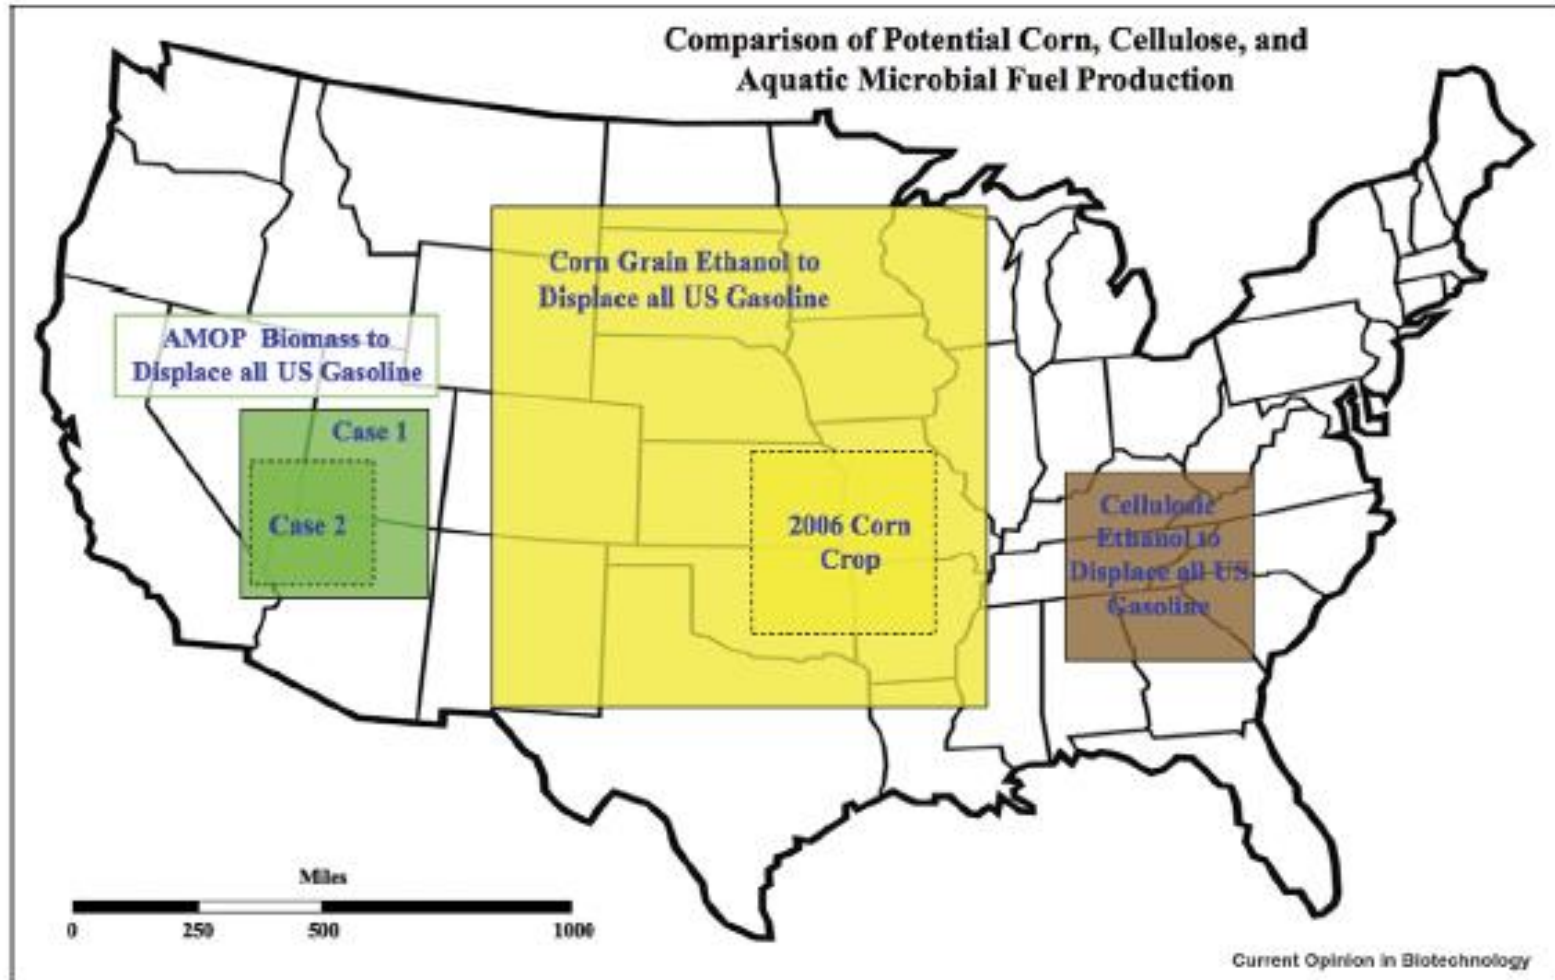 Comparison of Potential Corn, Cellulose, and
Aquatic Microbial Fuel Production
Corn Grain Ethanol to
Displace all US Gasoline
AMOP Biomass to
Displace all US Gasoline
Case 1
Case 2
2006 Corn
Crop
Cellulosic
Ethanol to
Displace all US
Gasoline
Miles
0 250 500 1000
Current Opinion in Biotechnology